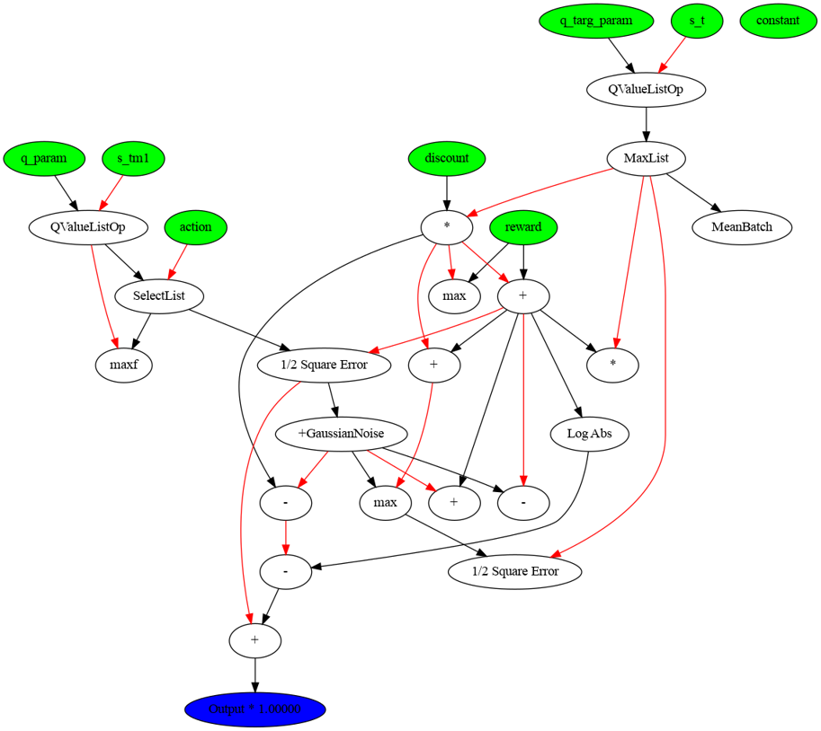 q_targ_param
s_t
constant
QValueListOp
q_param
s_tm1
discount
MaxList
QValueListOp
action
*
reward
MeanBatch
SelectList
max
+
maxf
1/2 Square Error
+
*
+GaussianNoise
Log Abs
-
max
+
-
-
1/2 Square Error
+
Output * 1.00000